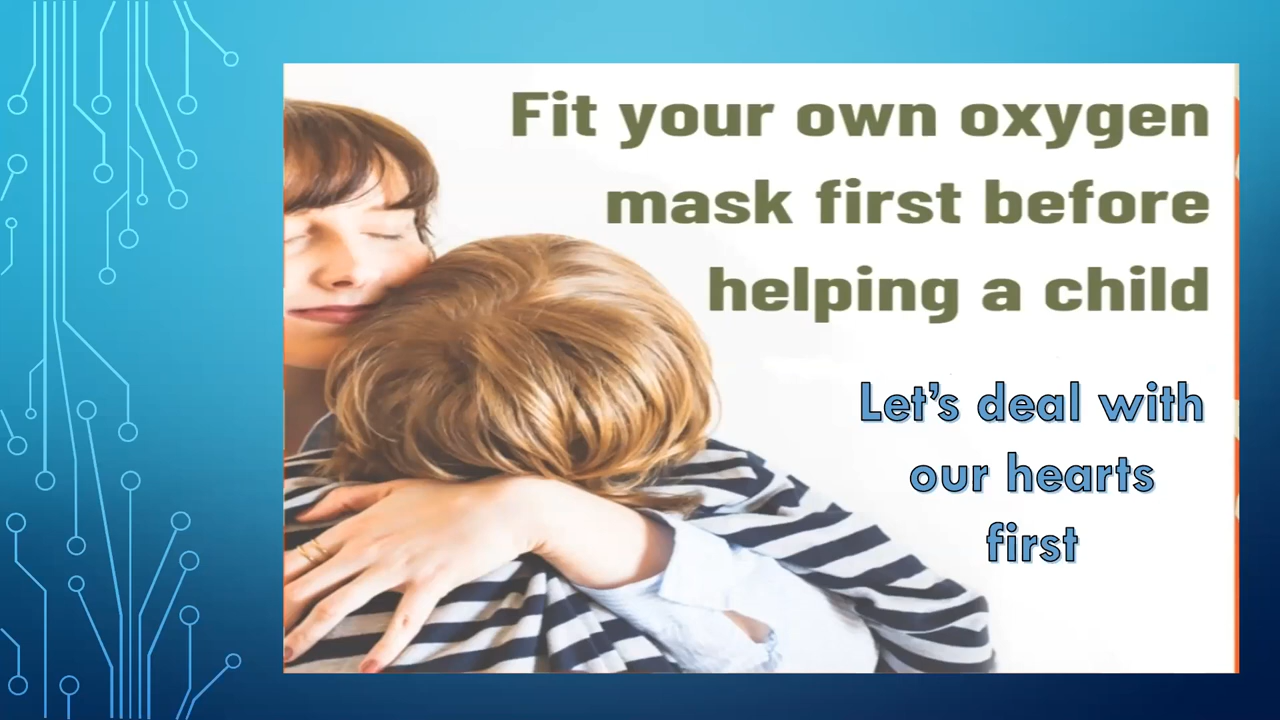 Fit your own oxygen
mask first before
helping a child
Let's deal with
our hearts
first